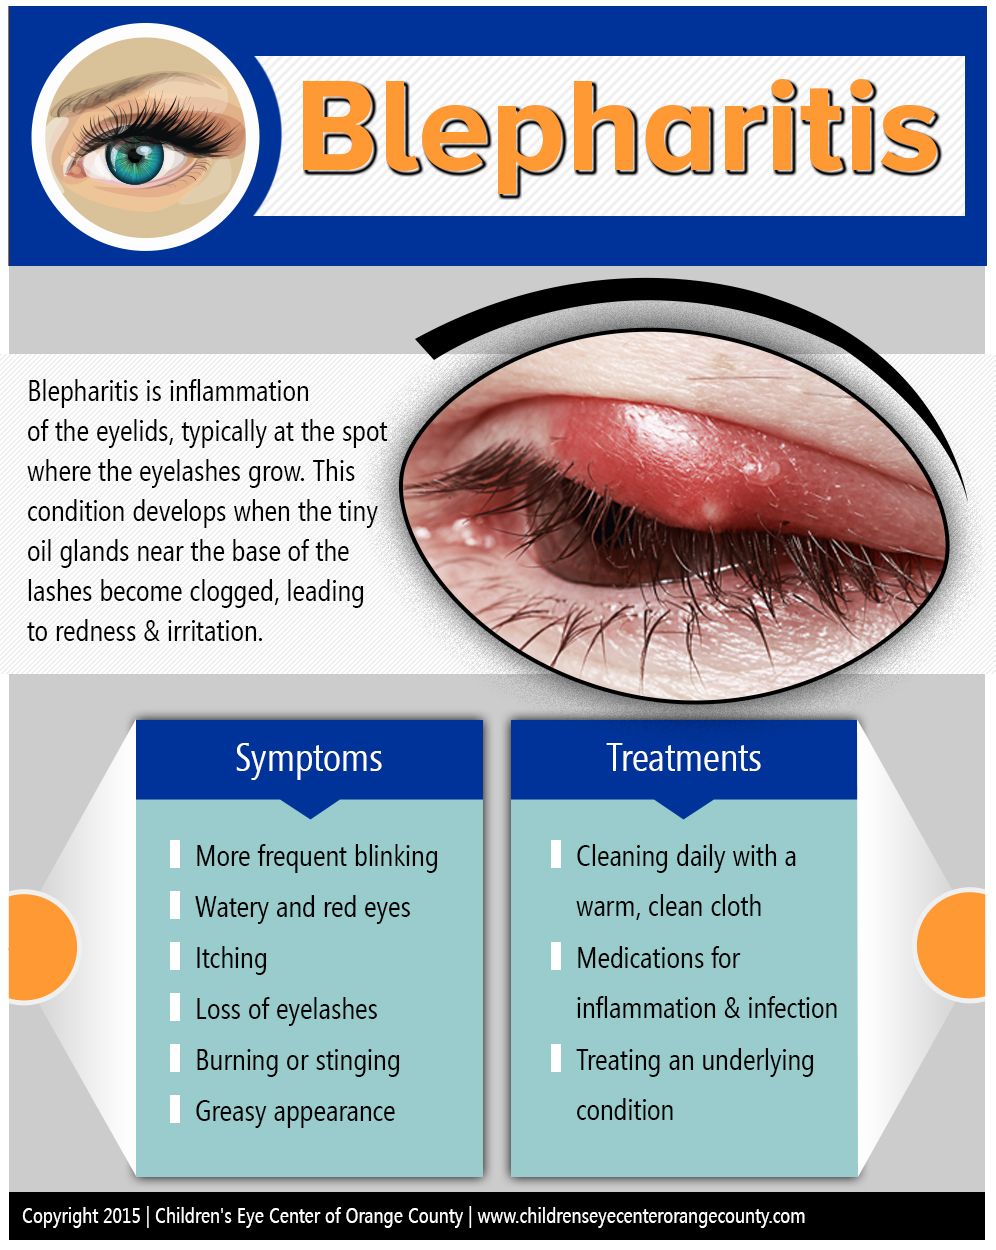 Blepharitis
Blepharitis is inflammation
of the eyelids, typically at the spot
where the eyelashes grow. This
condition develops when the tiny
oil glands near the base of the
lashes become clogged, leading
to redness & irritation.
Symptoms
More frequent blinking
Watery and red eyes
Itching
Loss of eyelashes
Burning or stinging
Greasy appearance
Treatments
Cleaning daily with a
warm, clean cloth
Medications for
inflammation & infection
Treating an underlying
condition
Copyright 2015 | Children's Eye Center of Orange County | www.childrenseyecenterorangecounty.com